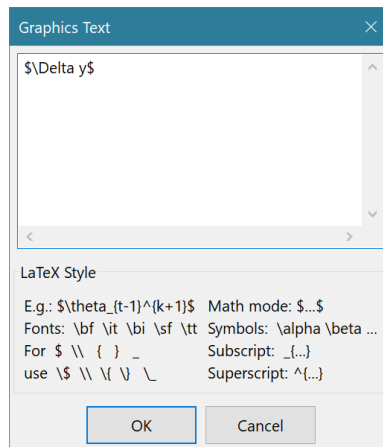 Graphics Text
$\Delta y$
LaTeX Style
E.g.: $\theta_{t-1}^{k+1}$ Math mode: $...$
Fonts: \bf \it \bi \sf \tt Symbols: \alpha \beta ...
For $ \\ { } _ Subscript: _{...}
use \$ \\ \{ \} \_ Superscript: ^{...}
OK Cancel